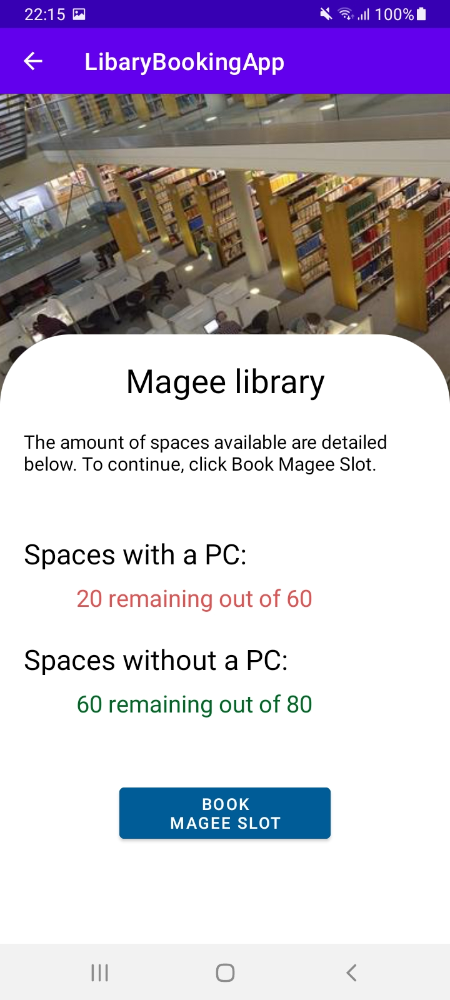 22:15 100%
LibaryBookingApp
Magee library
The amount of spaces available are detailed
below. To continue, click Book Magee Slot.
Spaces with a PC:
20 remaining out of 60
Spaces without a PC:
60 remaining out of 80
BOOK
MAGEE SLOT